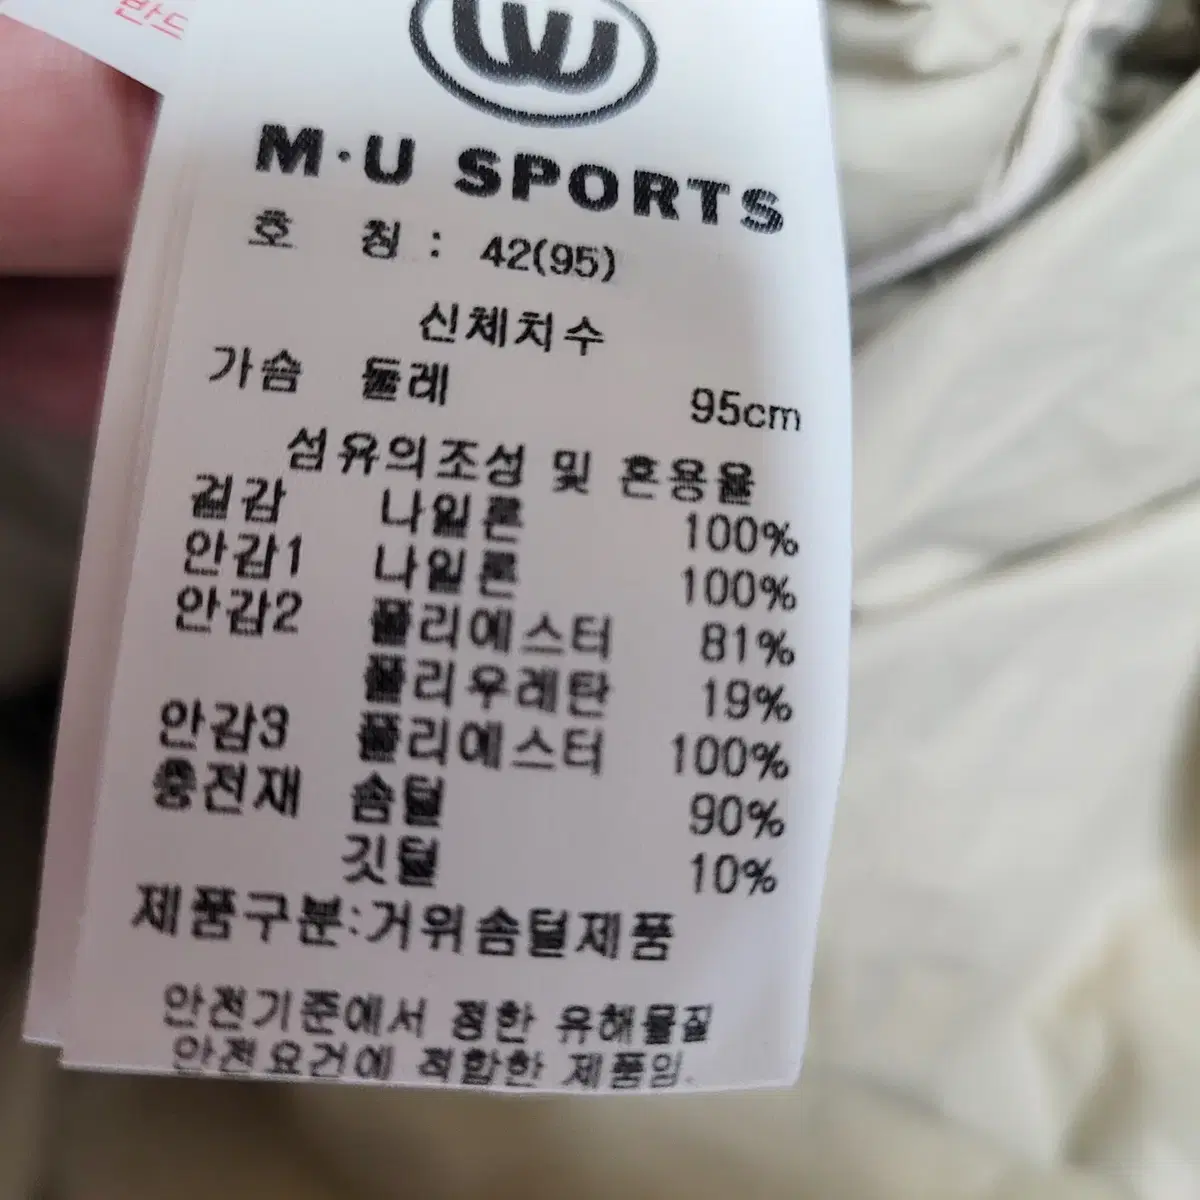 반드
M·U SPORTS
호 칭 : 42(95)
신체치수
가슴 둘레 95cm
섬유의조성 및 혼용율
겉감 나일론 100%
안감1 나일론 100%
안감2 폴리에스터 81%
폴리우레탄 19%
안감3 폴리에스터 100%
충전재 솜털 90%
깃털 10%
제품구분:거위솜털제품
안전기준에서 정한 유해물질
안전요건에 적합한 제품임.